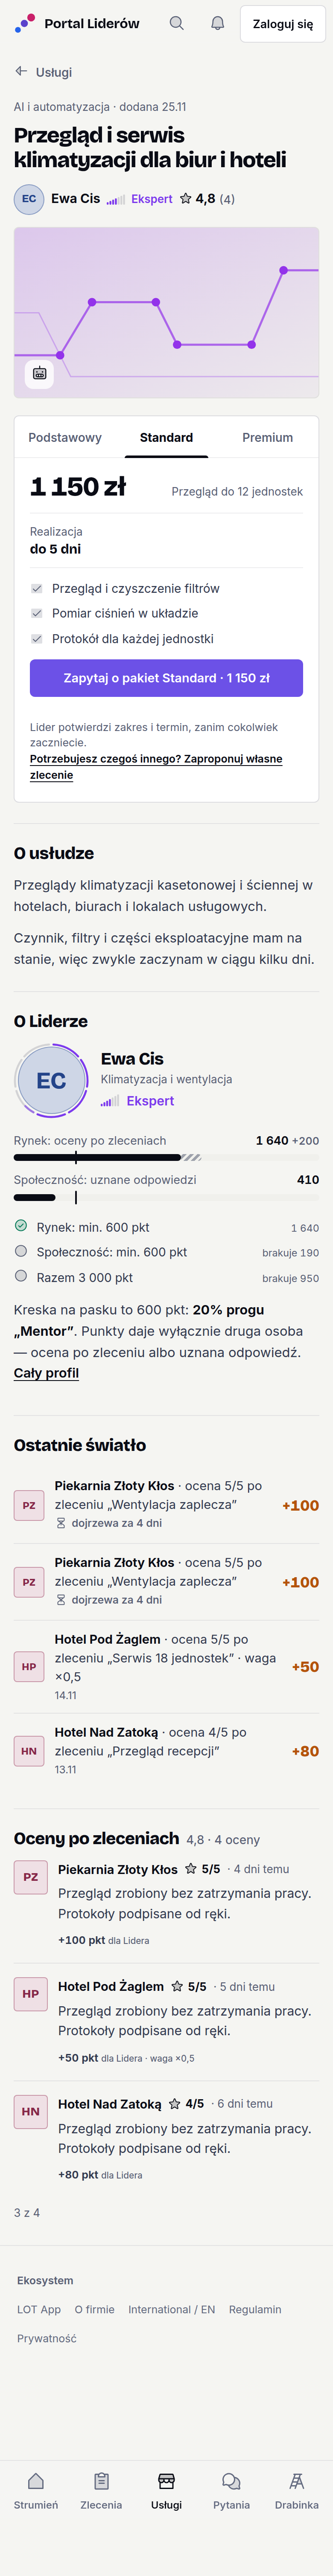 Portal Liderów
Zaloguj się
Usługi
AI i automatyzacja · dodana 25.11
Przegląd i serwis
klimatyzacji dla biur i hoteli
EC Ewa Cis Ekspert 4,8 (4)
Podstawowy Standard Premium
1 150 zł Przegląd do 12 jednostek
Realizacja
do 5 dni
Przegląd i czyszczenie filtrów
Pomiar ciśnień w układzie
Protokół dla każdej jednostki
Zapytaj o pakiet Standard · 1 150 zł
Lider potwierdzi zakres i termin, zanim cokolwiek
zaczniecie.
Potrzebujesz czegoś innego? Zaproponuj własne
zlecenie
O usłudze
Przeglądy klimatyzacji kasetonowej i ściennej w
hotelach, biurach i lokalach usługowych.
Czynnik, filtry i części eksploatacyjne mam na
stanie, więc zwykle zaczynam w ciągu kilku dni.
O Liderze
EC
Ewa Cis
Klimatyzacja i wentylacja
Ekspert
Rynek: oceny po zleceniach 1 640 +200
Społeczność: uznane odpowiedzi 410
Rynek: min. 600 pkt 1 640
Społeczność: min. 600 pkt brakuje 190
Razem 3 000 pkt brakuje 950
Kreska na pasku to 600 pkt: 20% progu
„Mentor”. Punkty daje wyłącznie druga osoba
— ocena po zleceniu albo uznana odpowiedź.
Cały profil
Ostatnie światło
PZ
Piekarnia Złoty Kłos · ocena 5/5 po
zleceniu „Wentylacja zaplecza” +100
dojrzewa za 4 dni
PZ
Piekarnia Złoty Kłos · ocena 5/5 po
zleceniu „Wentylacja zaplecza” +100
dojrzewa za 4 dni
HP
Hotel Pod Żaglem · ocena 5/5 po
zleceniu „Serwis 18 jednostek” · waga +50
×0,5
14.11
HN
Hotel Nad Zatoką · ocena 4/5 po
zleceniu „Przegląd recepcji” +80
13.11
Oceny po zleceniach 4,8 · 4 oceny
PZ Piekarnia Złoty Kłos 5/5 · 4 dni temu
Przegląd zrobiony bez zatrzymania pracy.
Protokoły podpisane od ręki.
+100 pkt dla Lidera
HP Hotel Pod Żaglem 5/5 · 5 dni temu
Przegląd zrobiony bez zatrzymania pracy.
Protokoły podpisane od ręki.
+50 pkt dla Lidera · waga ×0,5
HN Hotel Nad Zatoką 4/5 · 6 dni temu
Przegląd zrobiony bez zatrzymania pracy.
Protokoły podpisane od ręki.
+80 pkt dla Lidera
3 z 4
Ekosystem
LOT App O firmie International / EN Regulamin
Prywatność
Strumień Zlecenia Usługi Pytania Drabinka